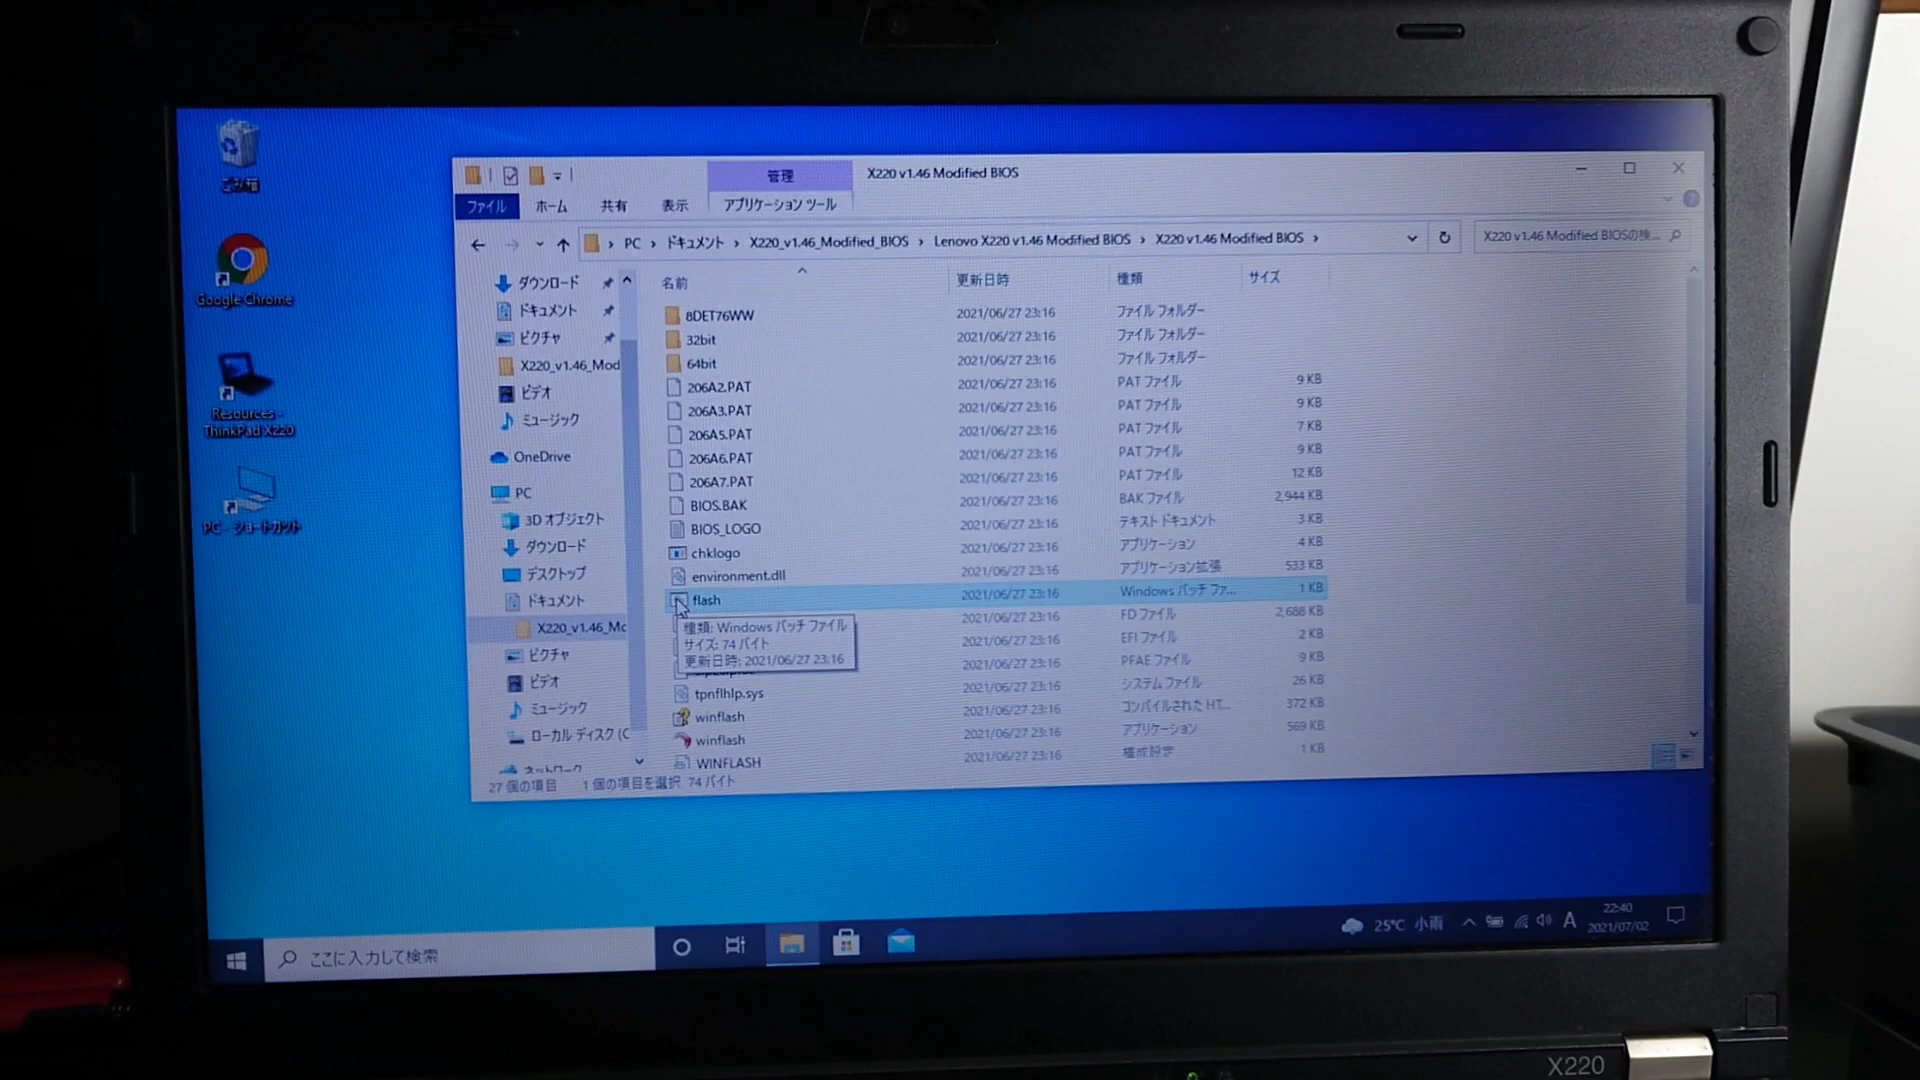 ごみ箱
Google Chrome
Resources - ThinkPad X220
PC - ショートカット
管理
X220 v1.46 Modified BIOS
ファイル
ホーム
共有
表示
アプリケーション ツール
PC › ドキュメント › X220_v1.46_Modified_BIOS › Lenovo X220 v1.46 Modified BIOS › X220 v1.46 Modified BIOS ›
X220 v1.46 Modified BIOSの検...
ダウンロード
ドキュメント
ピクチャ
X220_v1.46_Mod
ビデオ
ミュージック
OneDrive
PC
3D オブジェクト
ダウンロード
デスクトップ
ドキュメント
X220_v1.46_Mc
ピクチャ
ビデオ
ミュージック
ローカル ディスク (C
ネットワーク
名前 更新日時 種類 サイズ
8DET76WW 2021/06/27 23:16 ファイル フォルダー
32bit 2021/06/27 23:16 ファイル フォルダー
64bit 2021/06/27 23:16 ファイル フォルダー
206A2.PAT 2021/06/27 23:16 PAT ファイル 9 KB
206A3.PAT 2021/06/27 23:16 PAT ファイル 9 KB
206A5.PAT 2021/06/27 23:16 PAT ファイル 7 KB
206A6.PAT 2021/06/27 23:16 PAT ファイル 9 KB
206A7.PAT 2021/06/27 23:16 PAT ファイル 12 KB
BIOS.BAK 2021/06/27 23:16 BAK ファイル 2,944 KB
BIOS_LOGO 2021/06/27 23:16 テキスト ドキュメント 3 KB
chklogo 2021/06/27 23:16 アプリケーション 4 KB
environment.dll 2021/06/27 23:16 アプリケーション拡張 533 KB
flash 2021/06/27 23:16 Windows バッチ ファ... 1 KB
2021/06/27 23:16 FD ファイル 2,688 KB
2021/06/27 23:16 EFI ファイル 2 KB
2021/06/27 23:16 PFAE ファイル 9 KB
tpnflhlp.sys 2021/06/27 23:16 システム ファイル 26 KB
winflash 2021/06/27 23:16 コンパイルされた HT... 372 KB
winflash 2021/06/27 23:16 アプリケーション 569 KB
WINFLASH 2021/06/27 23:16 構成設定 1 KB
種類: Windows バッチ ファイル
サイズ: 74 バイト
更新日時: 2021/06/27 23:16
27 個の項目 1 個の項目を選択 74 バイト
ここに入力して検索
25°C 小雨
A
22:40
2021/07/02
X220